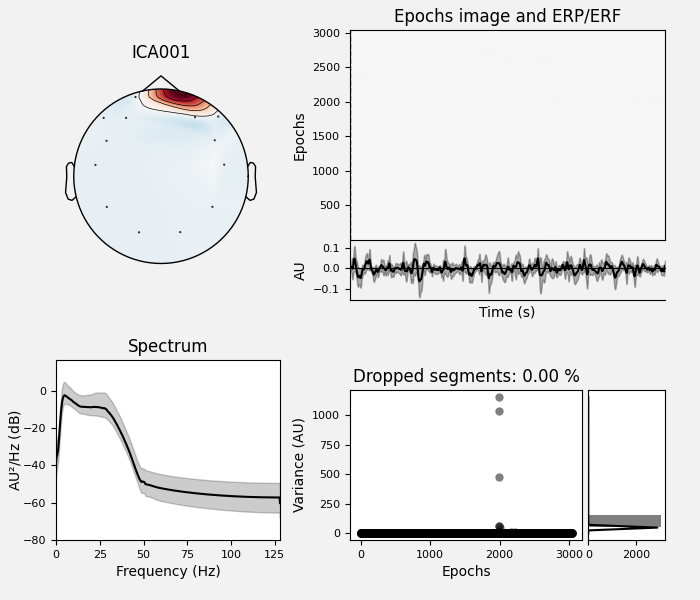 ICA001
Epochs image and ERP/ERF
3000
2500
2000
1500
1000
500
Epochs
0.1
0.0
−0.1
AU
Time (s)
Spectrum
0
−20
−40
−60
−80
AU²/Hz (dB)
0 25 50 75 100 125
Frequency (Hz)
Dropped segments: 0.00 %
1000
750
500
250
0
Variance (AU)
0 1000 2000 3000
Epochs
0 2000